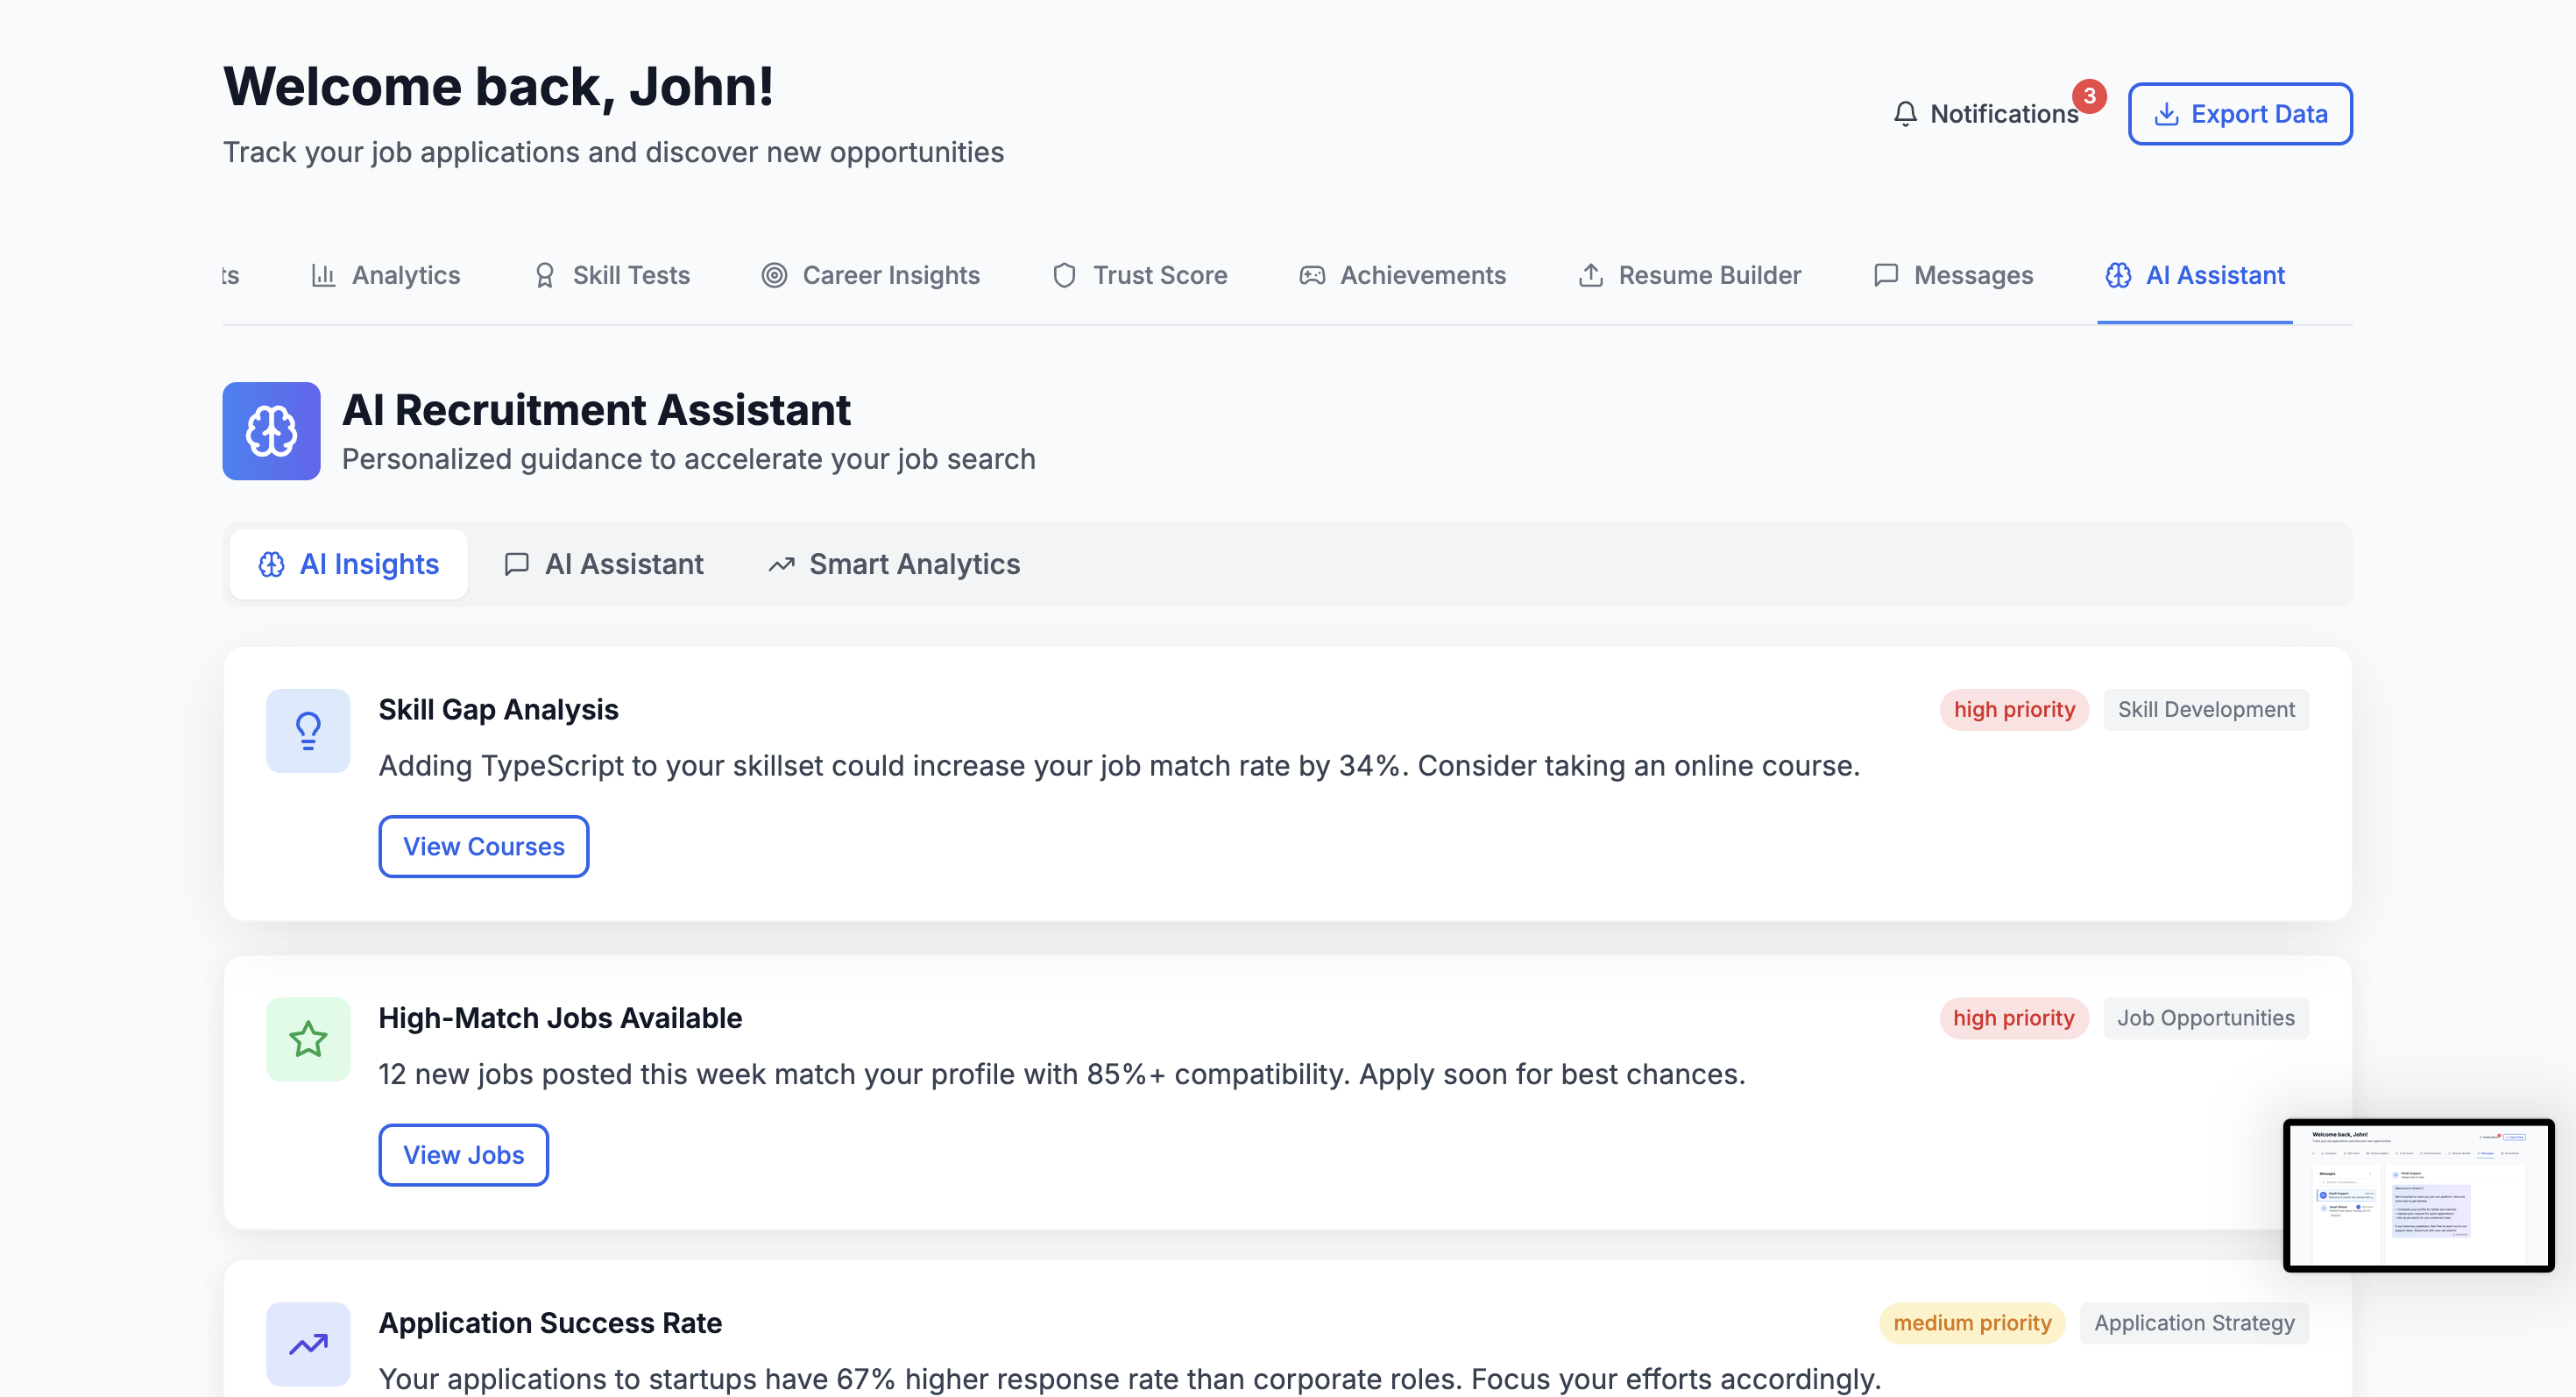 Welcome back, John!
Track your job applications and discover new opportunities
Notifications
3
Export Data
ts
Analytics
Skill Tests
Career Insights
Trust Score
Achievements
Resume Builder
Messages
AI Assistant
AI Recruitment Assistant
Personalized guidance to accelerate your job search
AI Insights
AI Assistant
Smart Analytics
Skill Gap Analysis
high priority
Skill Development
Adding TypeScript to your skillset could increase your job match rate by 34%. Consider taking an online course.
View Courses
High-Match Jobs Available
high priority
Job Opportunities
12 new jobs posted this week match your profile with 85%+ compatibility. Apply soon for best chances.
View Jobs
Welcome back, John!
Application Success Rate
medium priority
Application Strategy
Your applications to startups have 67% higher response rate than corporate roles. Focus your efforts accordingly.